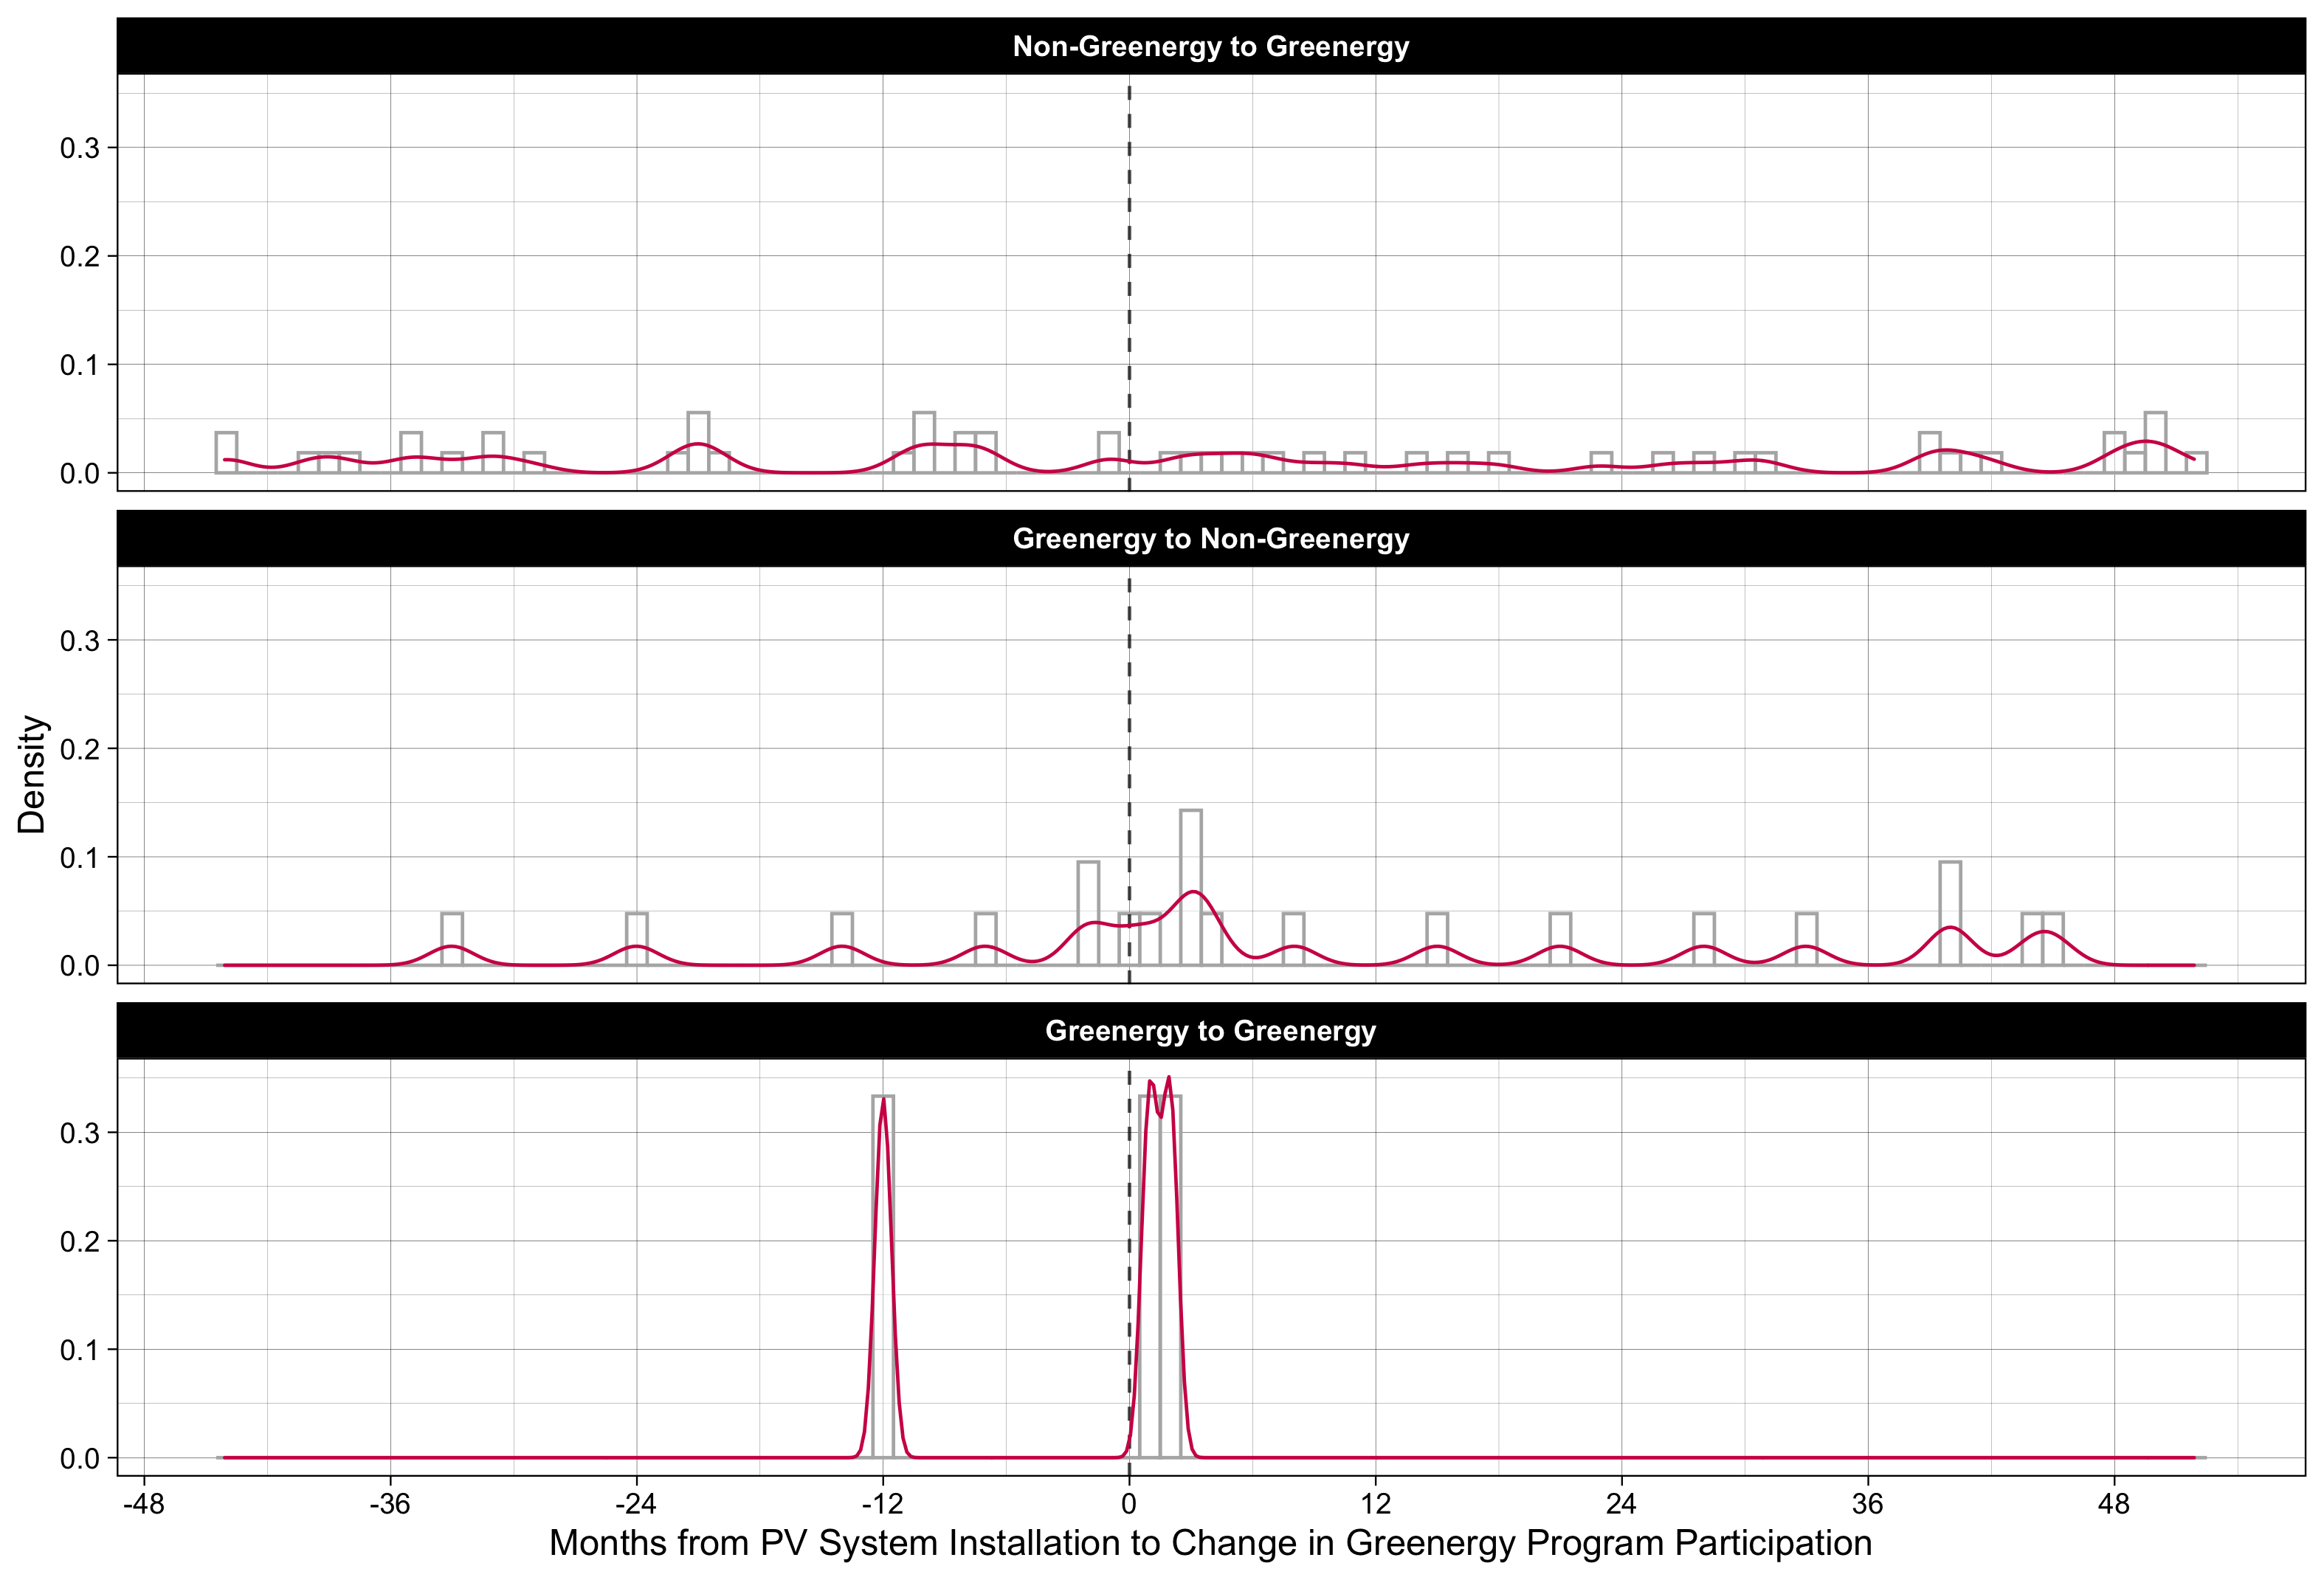 Non-Greenergy to Greenergy
0.3
0.2
0.1
0.0
Greenergy to Non-Greenergy
0.3
0.2
0.1
0.0
Density
Greenergy to Greenergy
0.3
0.2
0.1
0.0
-48 -36 -24 -12 0 12 24 36 48
Months from PV System Installation to Change in Greenergy Program Participation